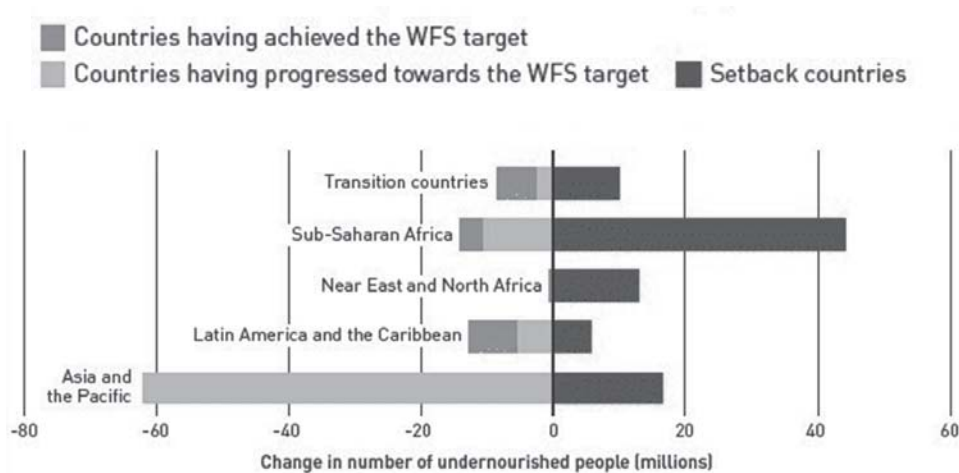 Countries having achieved the WFS target
Countries having progressed towards the WFS target Setback countries
Transition countries
Sub-Saharan Africa
Near East and North Africa
Latin America and the Caribbean
Asia and
the Pacific
-80 -60 -40 -20 0 20 40 60
Change in number of undernourished people (millions)